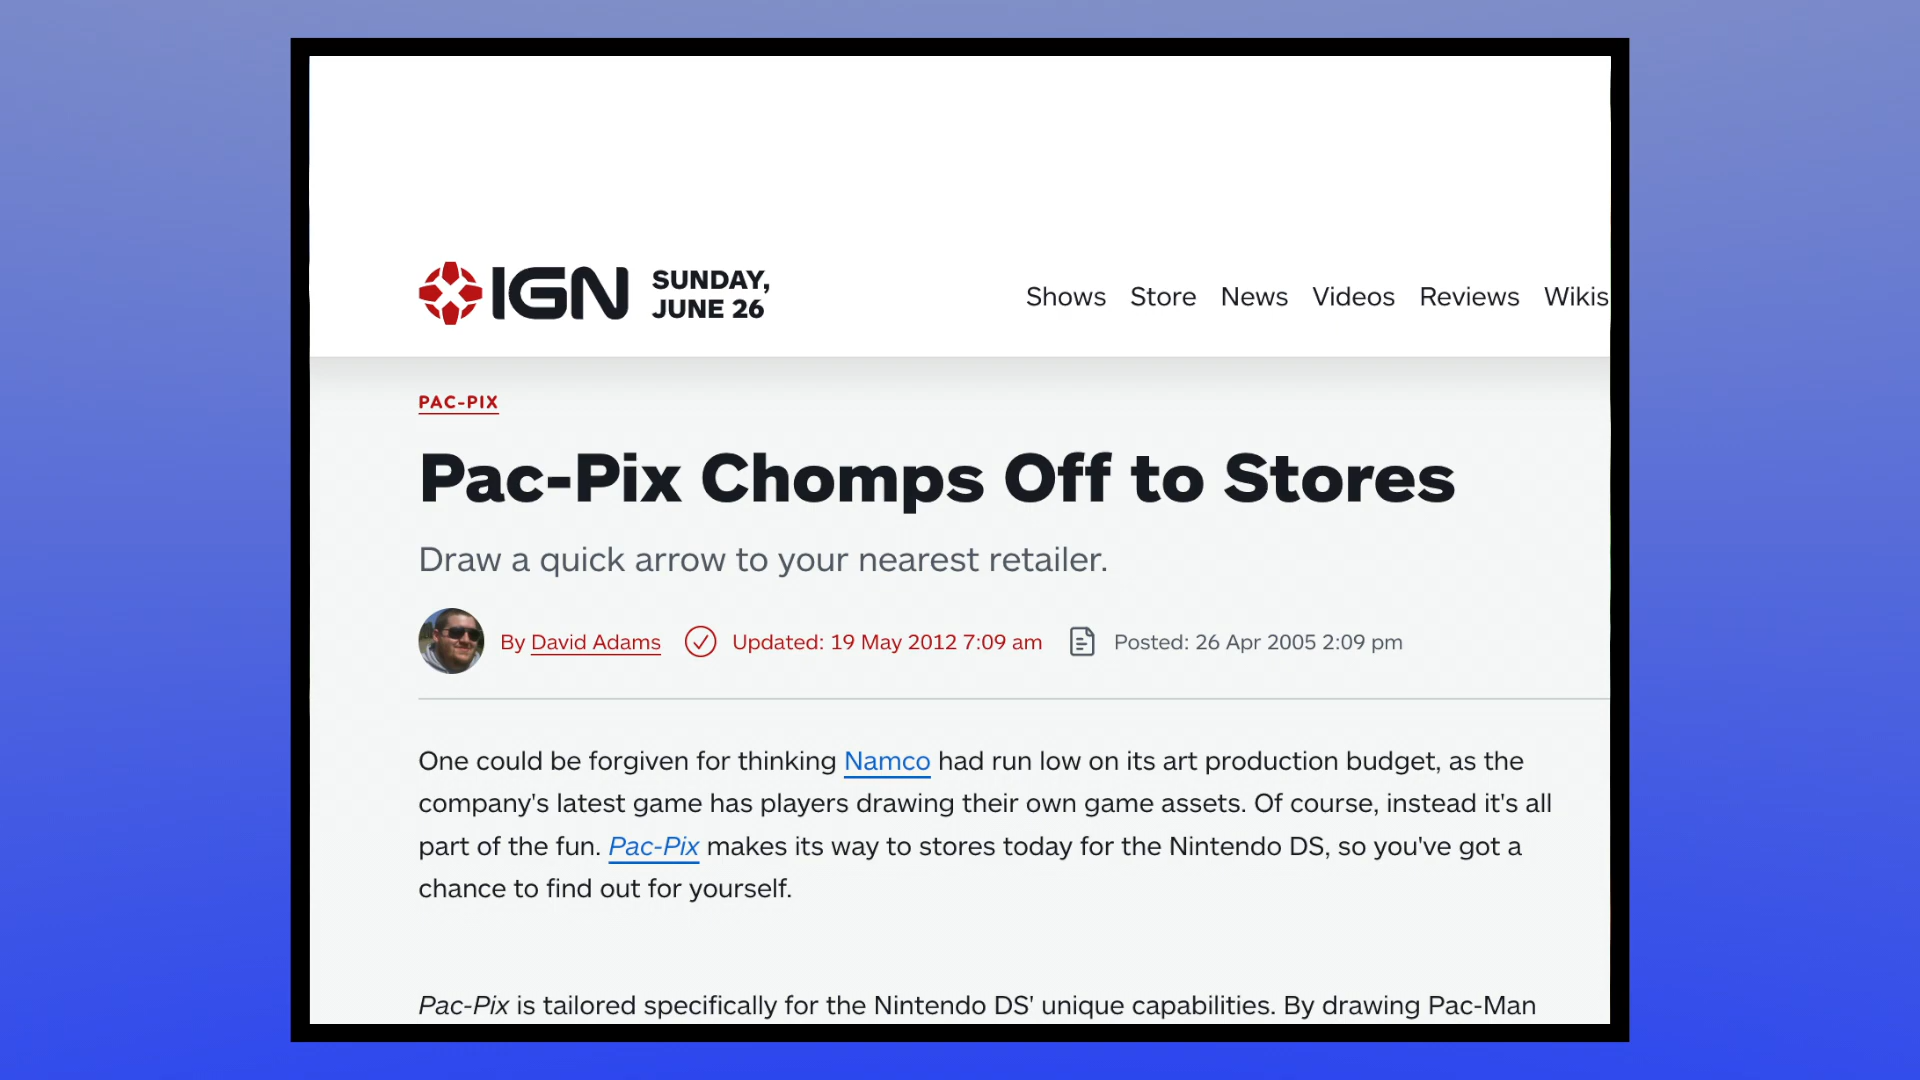 IGN
SUNDAY,
JUNE 26
Shows Store News Videos Reviews Wikis
PAC-PIX
Pac-Pix Chomps Off to Stores
Draw a quick arrow to your nearest retailer.
By David Adams Updated: 19 May 2012 7:09 am Posted: 26 Apr 2005 2:09 pm
One could be forgiven for thinking Namco had run low on its art production budget, as the
company's latest game has players drawing their own game assets. Of course, instead it's all
part of the fun. Pac-Pix makes its way to stores today for the Nintendo DS, so you've got a
chance to find out for yourself.
Pac-Pix is tailored specifically for the Nintendo DS' unique capabilities. By drawing Pac-Man